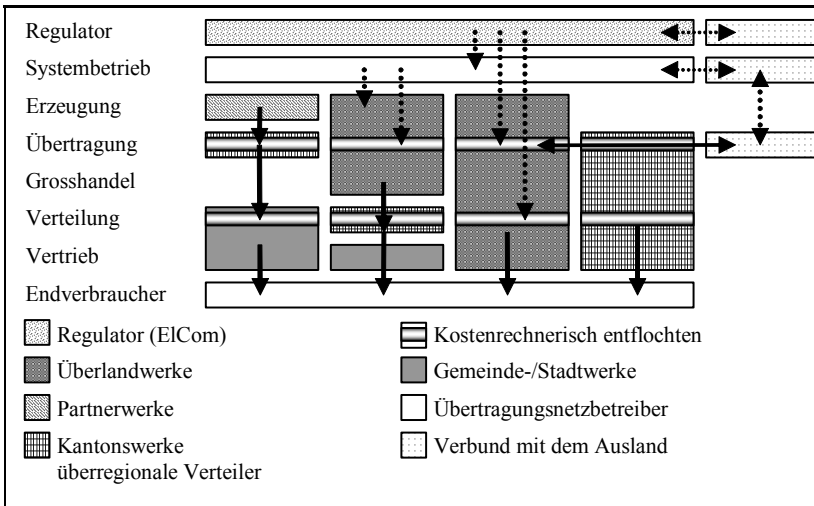 Regulator
Systembetrieb
Erzeugung
Übertragung
Grosshandel
Verteilung
Vertrieb
Endverbraucher
Regulator (ElCom)
Überlandwerke
Partnerwerke
Kantonswerke
überregionale Verteiler
Kostenrechnerisch entflochten
Gemeinde-/Stadtwerke
Übertragungsnetzbetreiber
Verbund mit dem Ausland